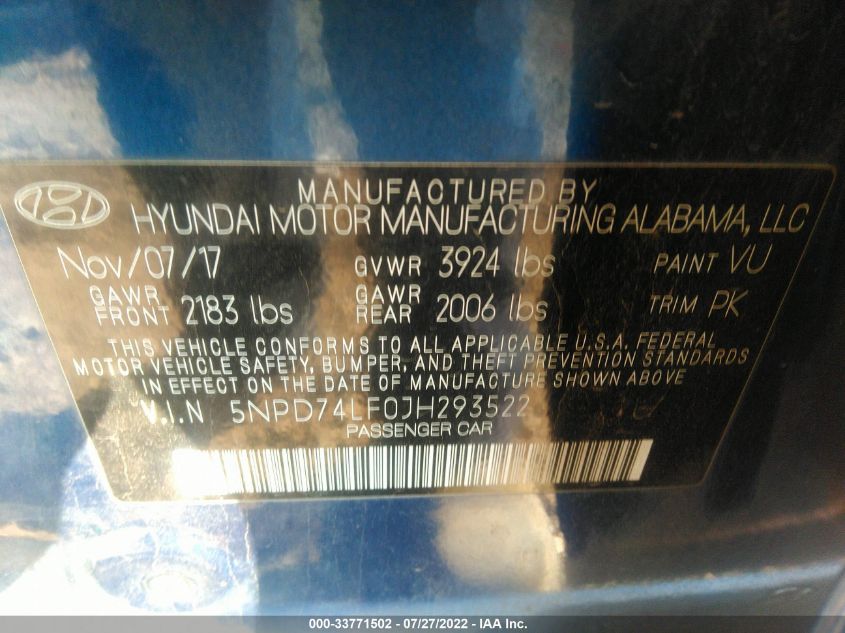 MANUFACTURED BY
HYUNDAI MOTOR MANUFACTURING ALABAMA, LLC
Nov/07/17 GVWR 3924 lbs PAINT VU
GAWR FRONT 2183 lbs GAWR REAR 2006 lbs TRIM PK
THIS VEHICLE CONFORMS TO ALL APPLICABLE U.S.A. FEDERAL
MOTOR VEHICLE SAFETY, BUMPER, AND THEFT PREVENTION STANDARDS
IN EFFECT ON THE DATE OF MANUFACTURE SHOWN ABOVE.
V.I.N 5NPD74LF0JH293522
PASSENGER CAR
000-33771502 - 07/27/2022 - IAA Inc.